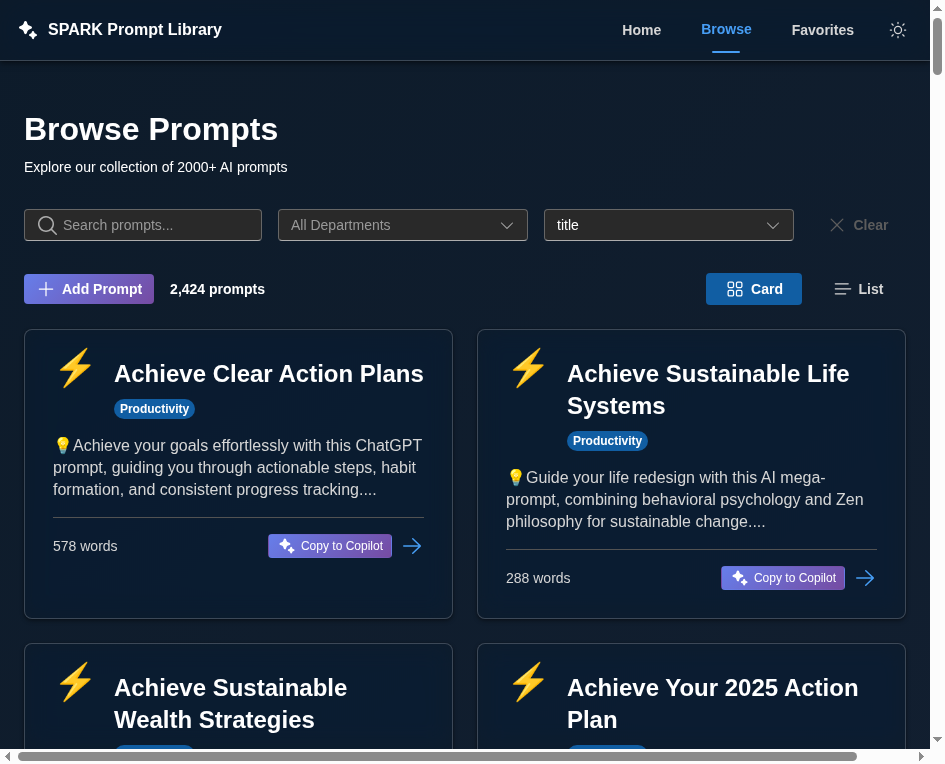 SPARK Prompt Library
Home
Browse
Favorites
Browse Prompts
Explore our collection of 2000+ AI prompts
Search prompts...
All Departments
title
Clear
Add Prompt
2,424 prompts
Card
List
Achieve Clear Action Plans
Productivity
💡Achieve your goals effortlessly with this ChatGPT
prompt, guiding you through actionable steps, habit
formation, and consistent progress tracking....
578 words
Copy to Copilot
Achieve Sustainable Life
Systems
Productivity
💡Guide your life redesign with this AI mega-
prompt, combining behavioral psychology and Zen
philosophy for sustainable change....
288 words
Copy to Copilot
Achieve Sustainable
Wealth Strategies
Achieve Your 2025 Action
Plan